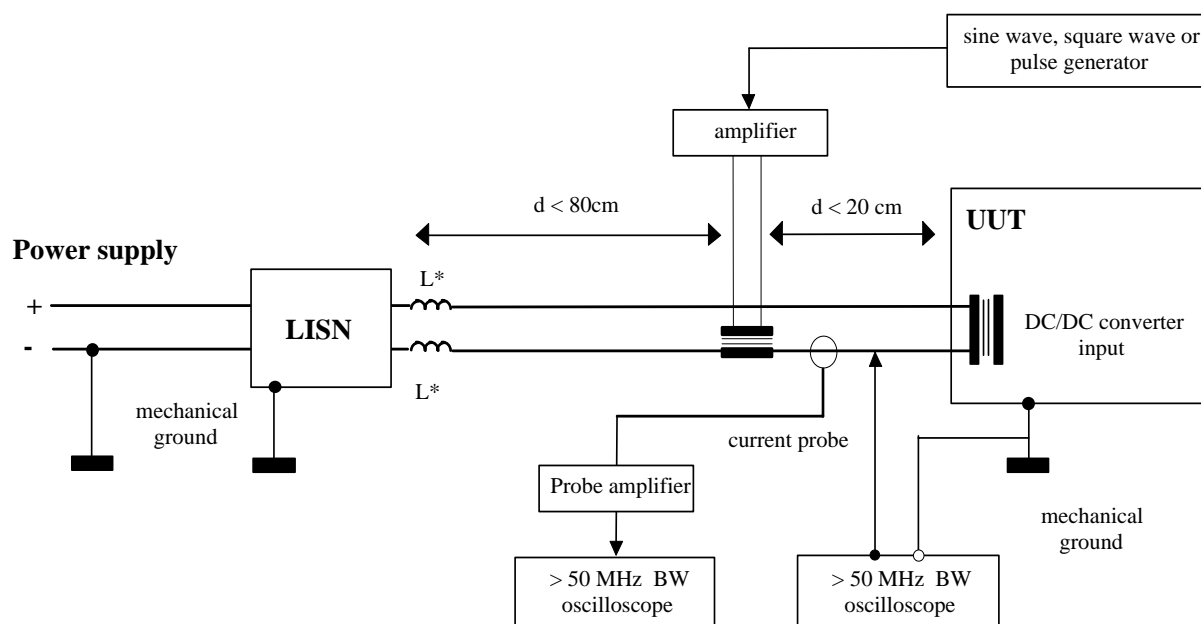 sine wave, square wave or
pulse generator
amplifier
d < 80cm
d < 20 cm
UUT
Power supply
L*
+
LISN
DC/DC converter
input
-
L*
mechanical
ground
current probe
Probe amplifier
mechanical
ground
> 50 MHz BW
oscilloscope
> 50 MHz BW
oscilloscope